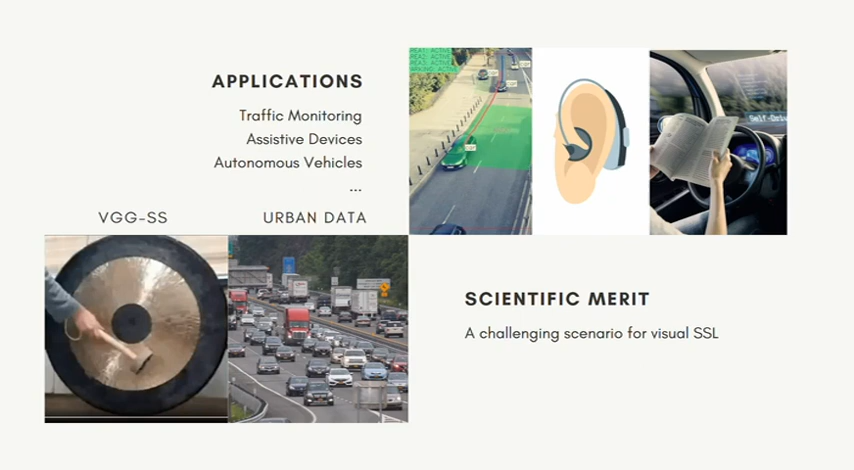 APPLICATIONS
Traffic Monitoring
Assistive Devices
Autonomous Vehicles
...
VGG-SS
URBAN DATA
SCIENTIFIC MERIT
A challenging scenario for visual SSL